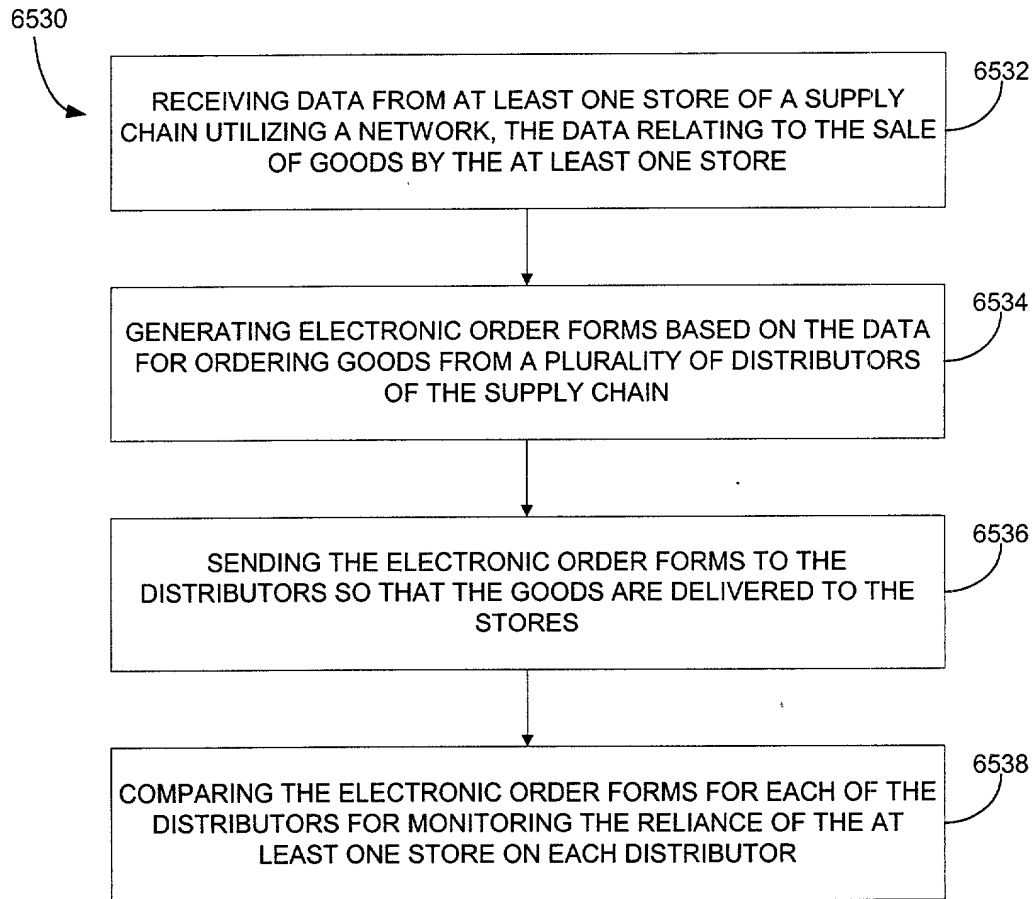 6530
RECEIVING DATA FROM AT LEAST ONE STORE OF A SUPPLY
CHAIN UTILIZING A NETWORK, THE DATA RELATING TO THE SALE
OF GOODS BY THE AT LEAST ONE STORE
6532
GENERATING ELECTRONIC ORDER FORMS BASED ON THE DATA
FOR ORDERING GOODS FROM A PLURALITY OF DISTRIBUTORS
OF THE SUPPLY CHAIN
6534
SENDING THE ELECTRONIC ORDER FORMS TO THE
DISTRIBUTORS SO THAT THE GOODS ARE DELIVERED TO THE
STORES
6536
COMPARING THE ELECTRONIC ORDER FORMS FOR EACH OF THE
DISTRIBUTORS FOR MONITORING THE RELIANCE OF THE AT
LEAST ONE STORE ON EACH DISTRIBUTOR
6538